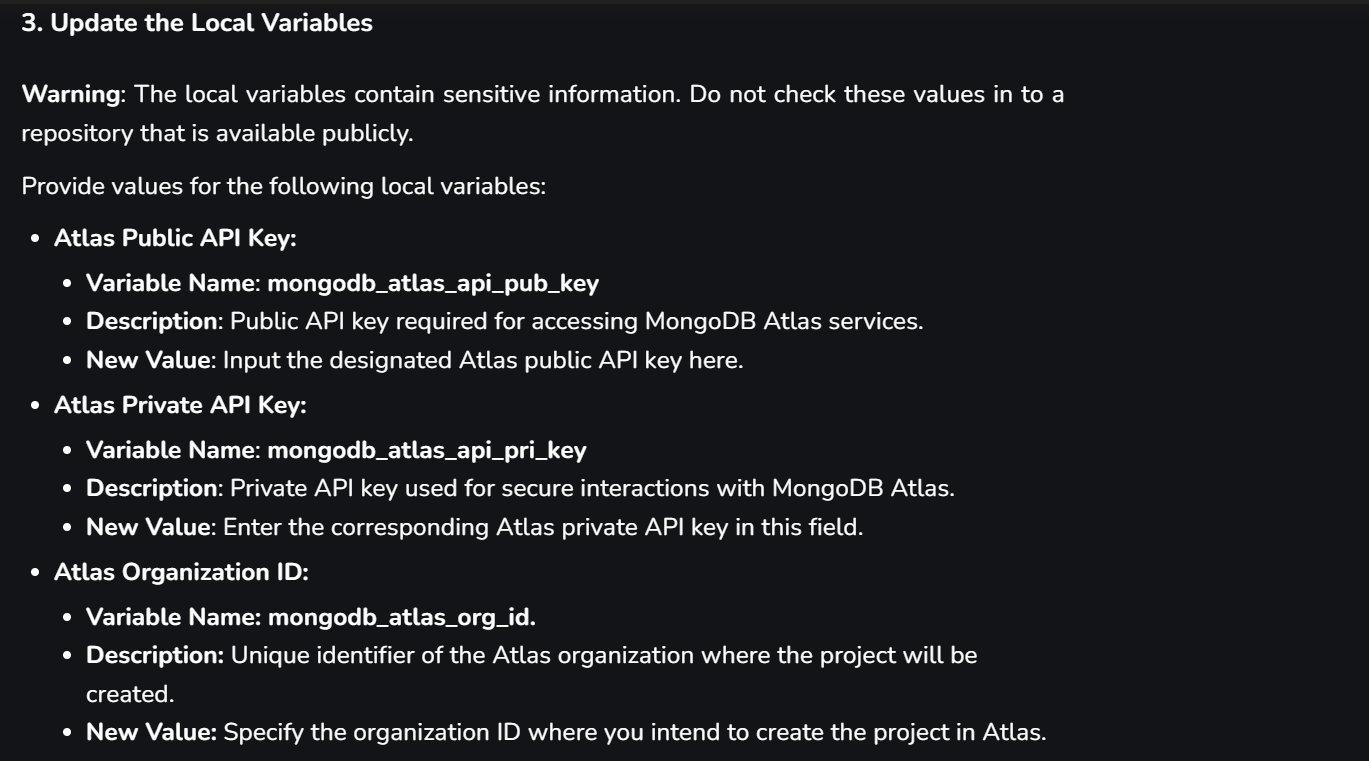 3. Update the Local Variables
Warning: The local variables contain sensitive information. Do not check these values in to a
repository that is available publicly.
Provide values for the following local variables:
• Atlas Public API Key:
• Variable Name: mongodb_atlas_api_pub_key
• Description: Public API key required for accessing MongoDB Atlas services.
• New Value: Input the designated Atlas public API key here.
• Atlas Private API Key:
• Variable Name: mongodb_atlas_api_pri_key
• Description: Private API key used for secure interactions with MongoDB Atlas.
• New Value: Enter the corresponding Atlas private API key in this field.
• Atlas Organization ID:
• Variable Name: mongodb_atlas_org_id.
• Description: Unique identifier of the Atlas organization where the project will be
created.
• New Value: Specify the organization ID where you intend to create the project in Atlas.